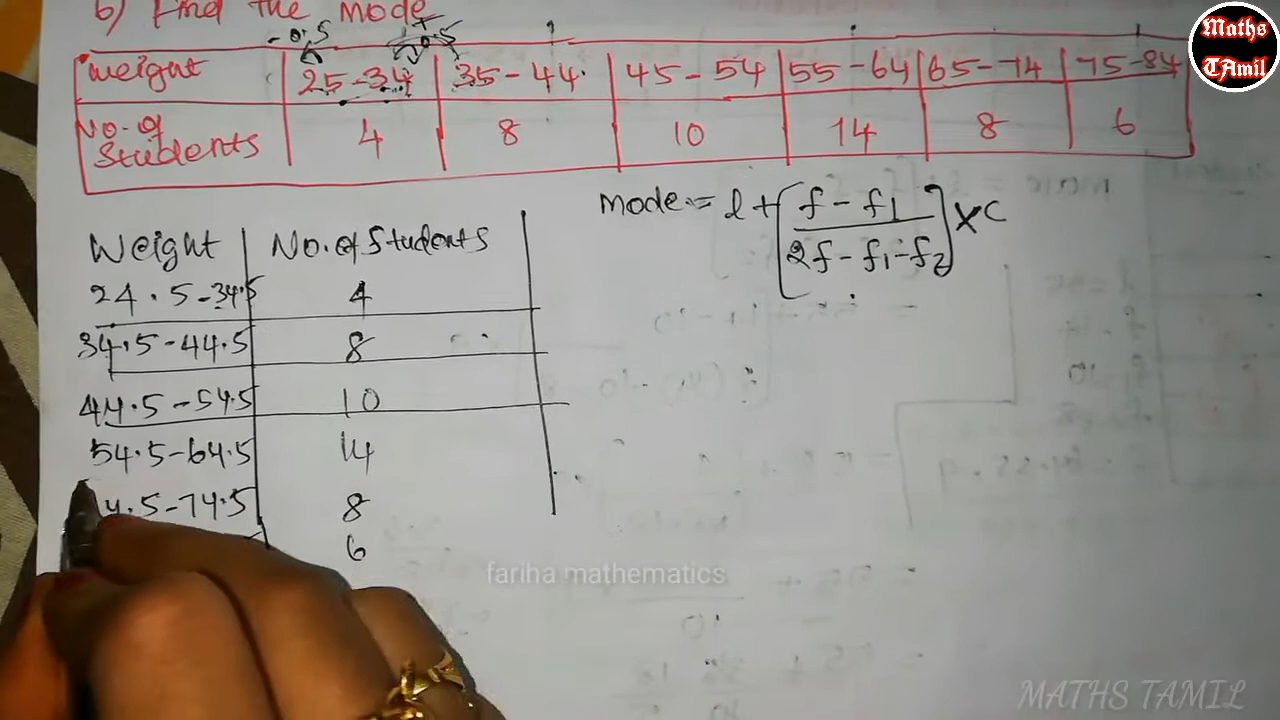 b) Find the mode
-0.5 +0.5
Weight 25-34 35-44 45-54 55-64 65-74 75-84
No. of Students 4 8 10 14 8 6
Mode = l + [f - f1 / 2f - f1 - f2] × c
Weight No. of Students
24.5-34.5 4
34.5-44.5 8
44.5-54.5 10
54.5-64.5 14
4.5-74.5 8
6
fariha mathematics
MATHS TAMIL
Maths
TAmil